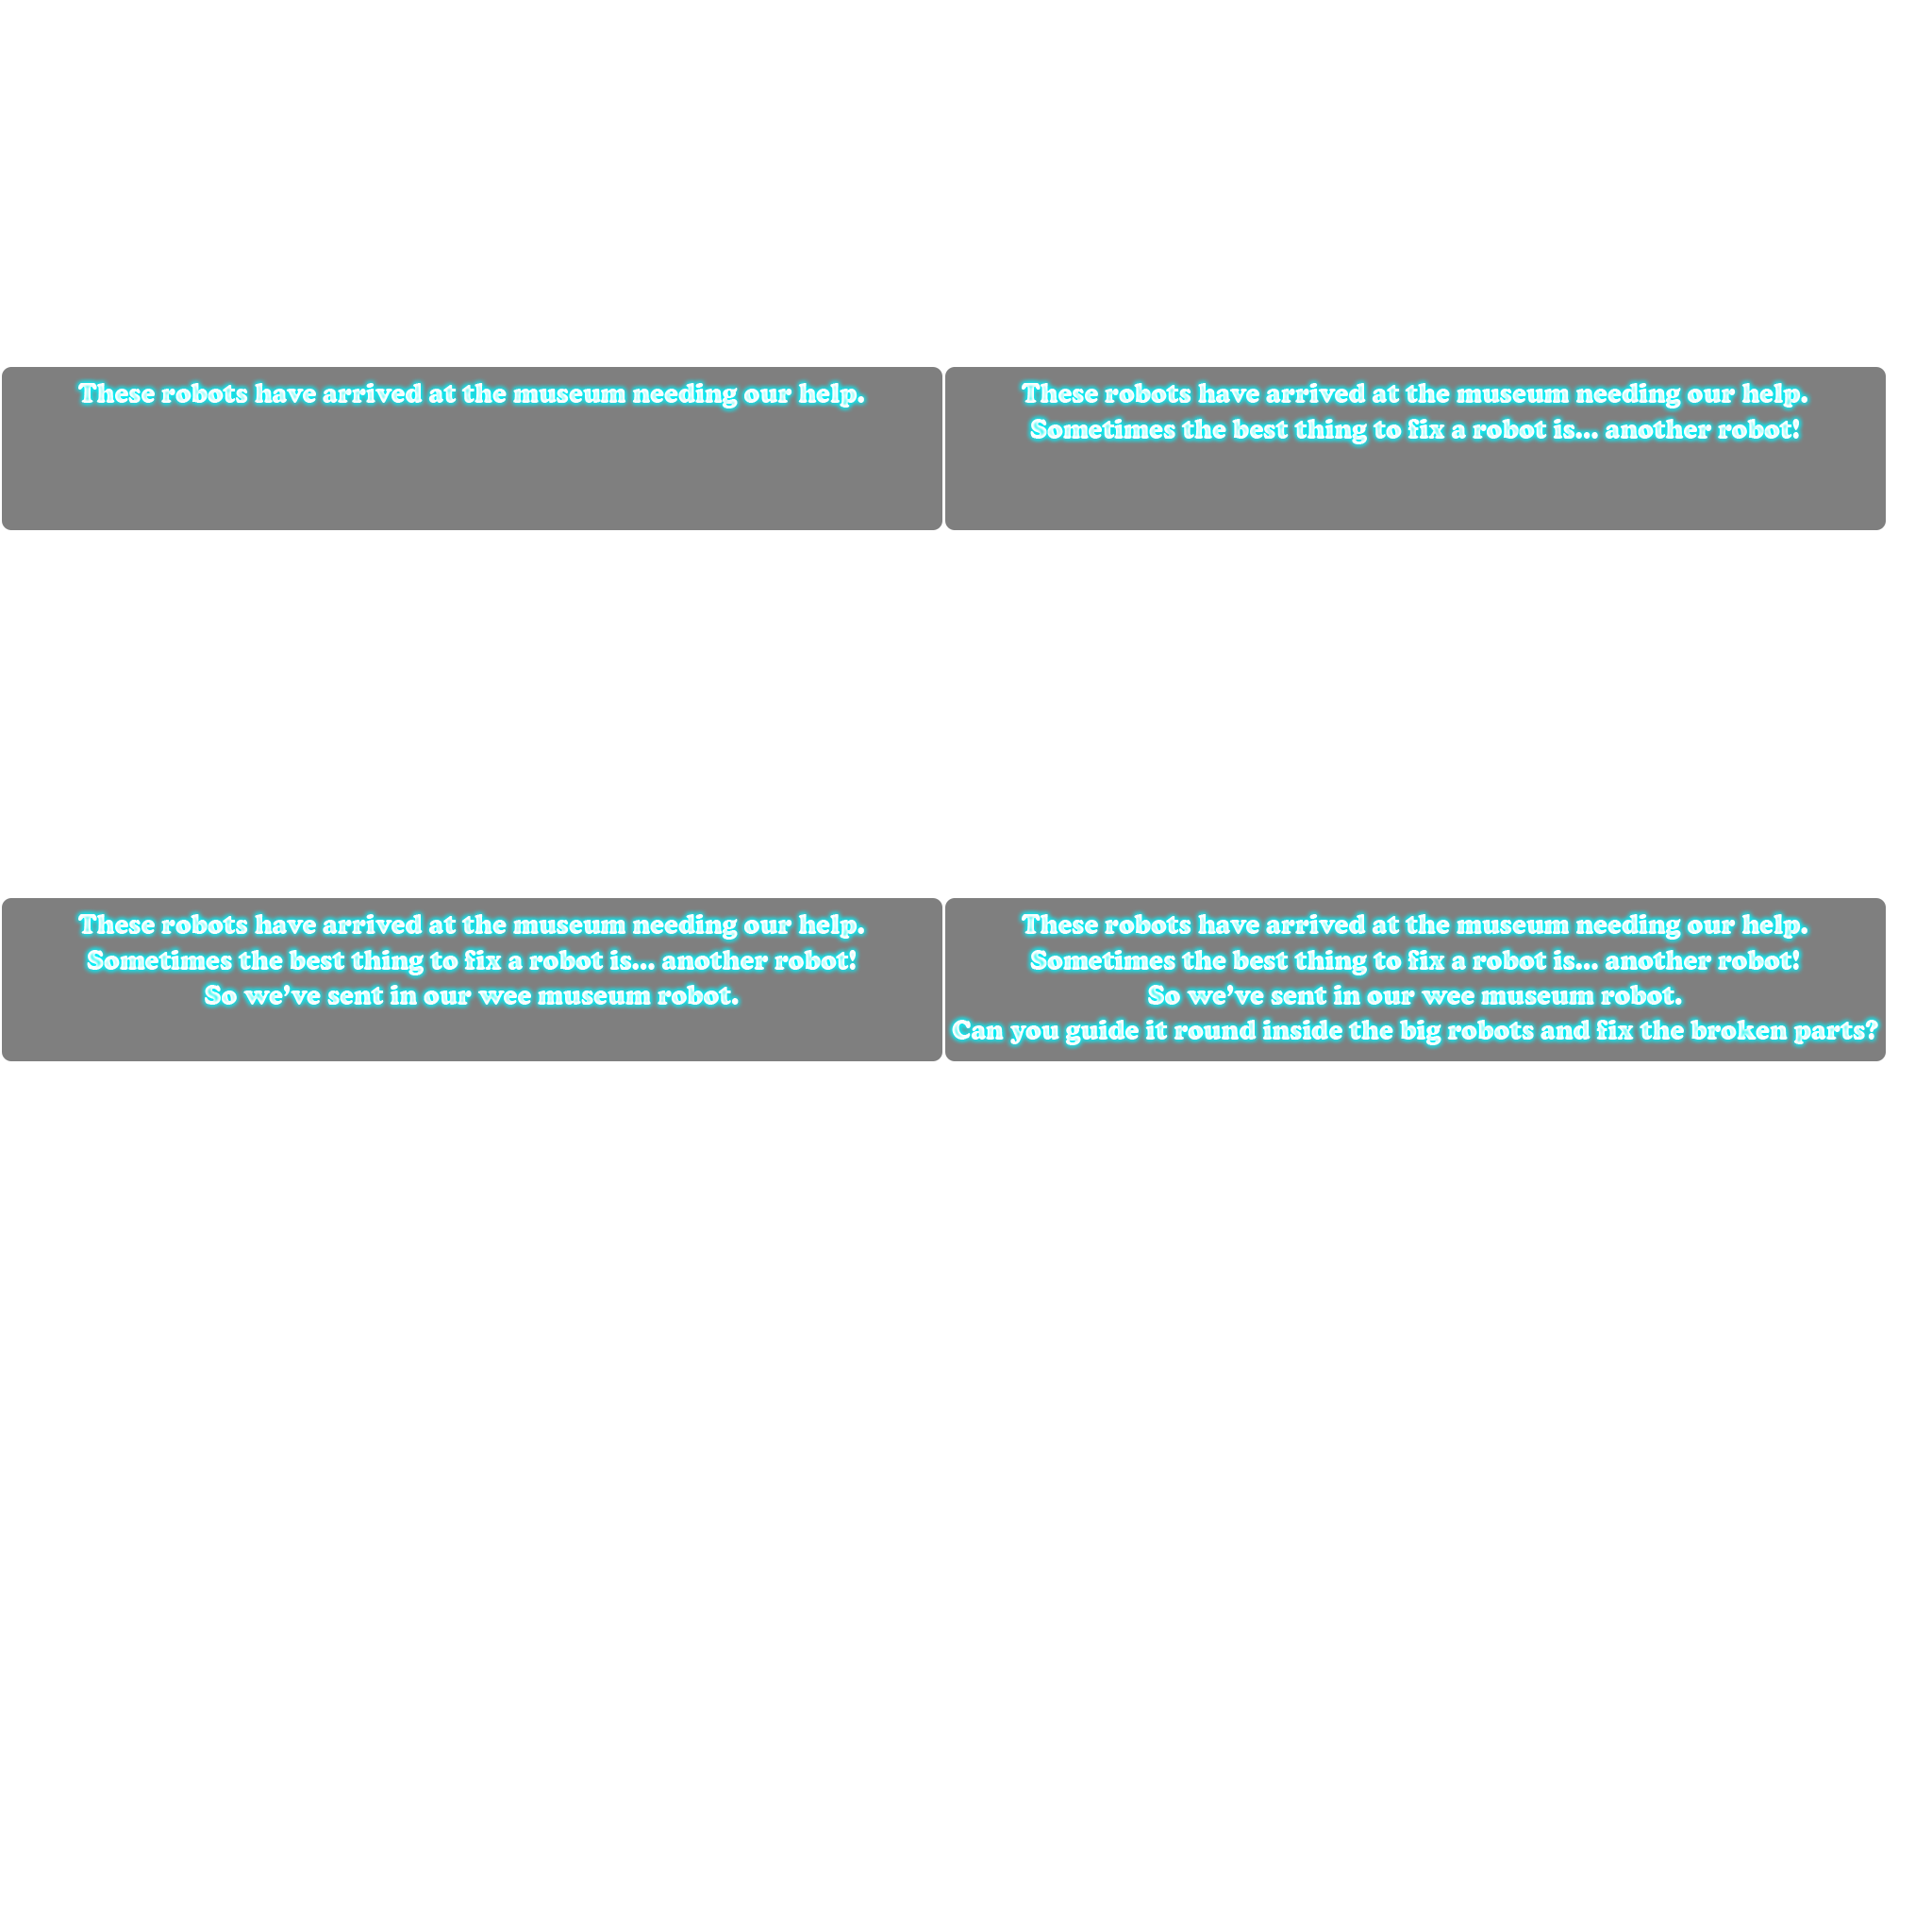 These robots have arrived at the museum needing our help.
These robots have arrived at the museum needing our help.
Sometimes the best thing to fix a robot is... another robot!
These robots have arrived at the museum needing our help.
Sometimes the best thing to fix a robot is... another robot!
So we've sent in our wee museum robot.
These robots have arrived at the museum needing our help.
Sometimes the best thing to fix a robot is... another robot!
So we've sent in our wee museum robot.
Can you guide it round inside the big robots and fix the broken parts?